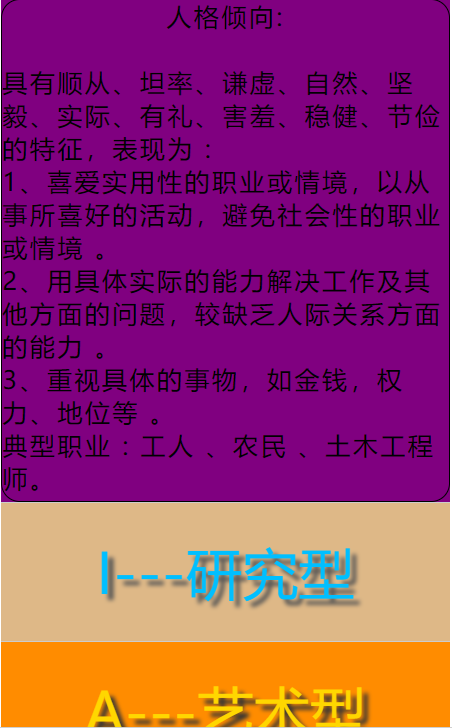 人格倾向:
具有顺从、坦率、谦虚、自然、坚
毅、实际、有礼、害羞、稳健、节俭
的特征，表现为：
1、喜爱实用性的职业或情境，以从
事所喜好的活动，避免社会性的职业
或情境 。
2、用具体实际的能力解决工作及其
他方面的问题，较缺乏人际关系方面
的能力 。
3、重视具体的事物，如金钱，权
力、地位等 。
典型职业：工人 、农民 、土木工程
师。
I---研究型
A---艺术型